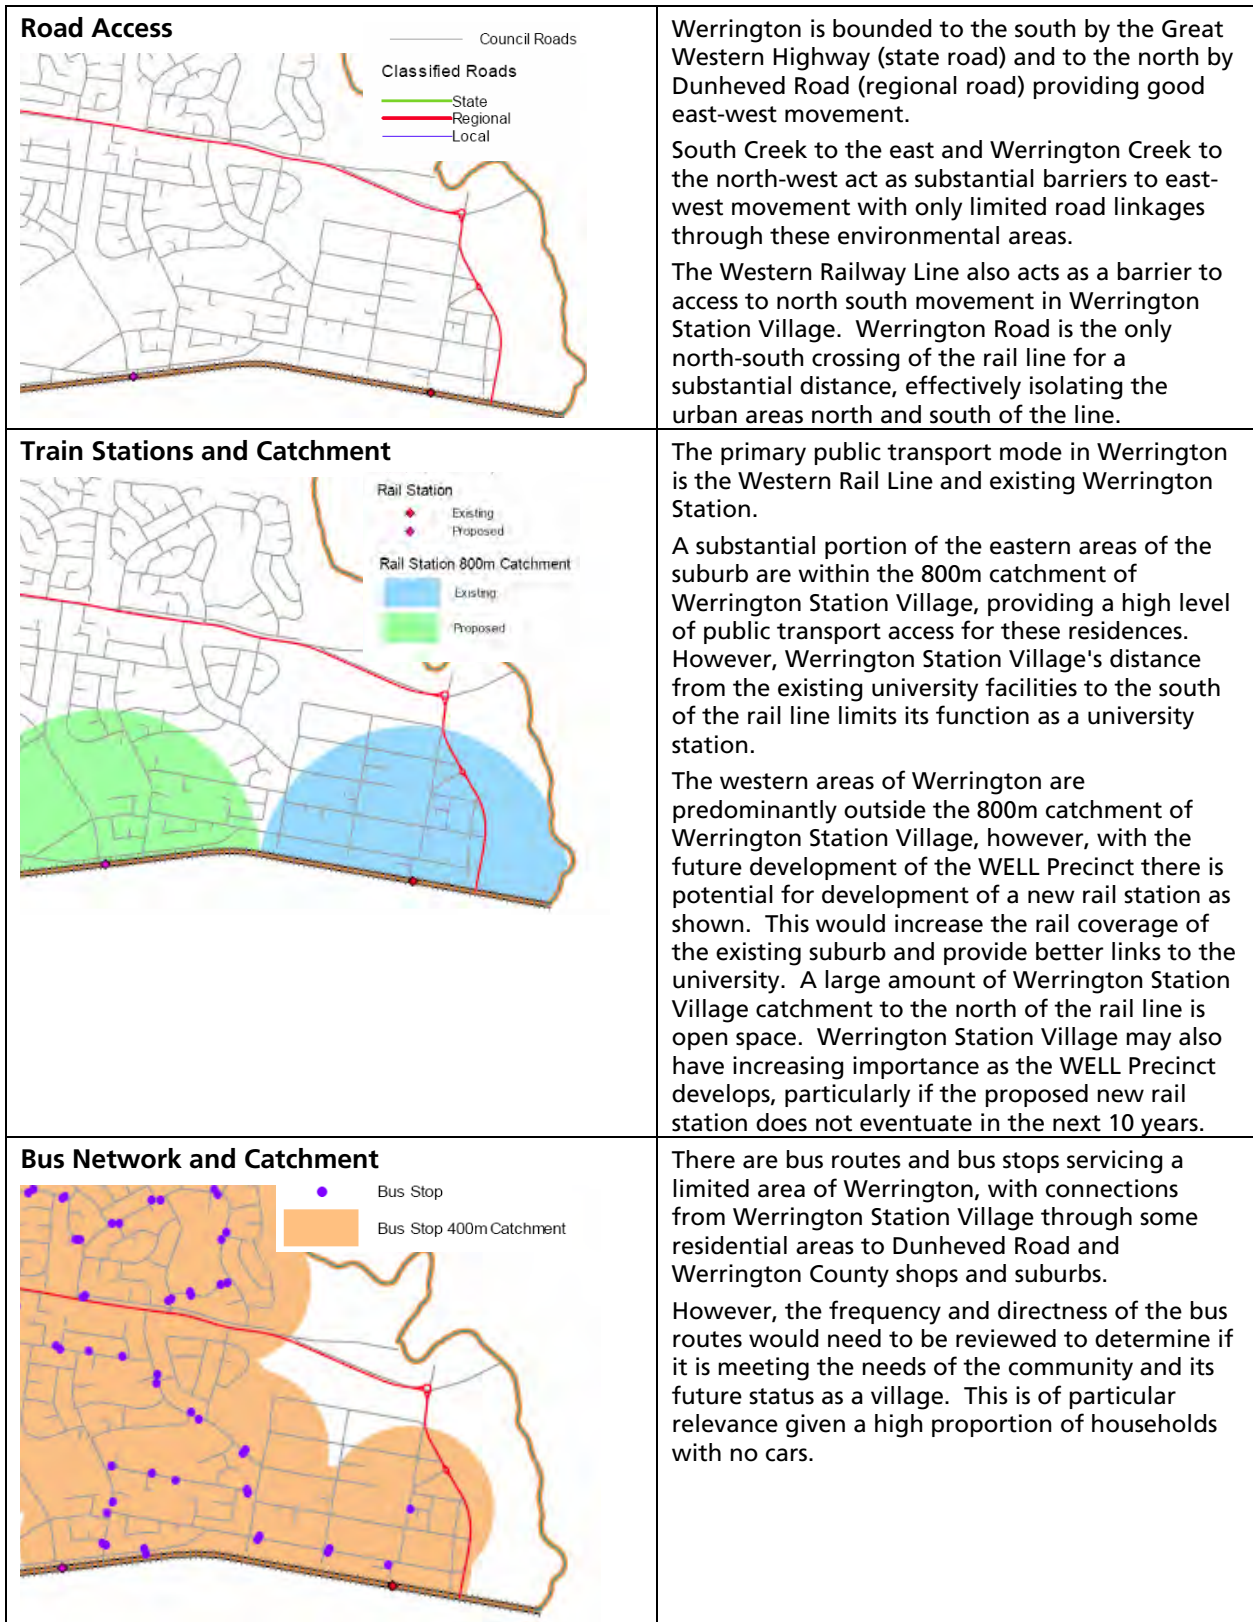 Road Access
Council Roads
Classified Roads
State
Regional
Local
Werrington is bounded to the south by the Great
Western Highway (state road) and to the north by
Dunheved Road (regional road) providing good
east-west movement.
South Creek to the east and Werrington Creek to
the north-west act as substantial barriers to east-
west movement with only limited road linkages
through these environmental areas.
The Western Railway Line also acts as a barrier to
access to north south movement in Werrington
Station Village. Werrington Road is the only
north-south crossing of the rail line for a
substantial distance, effectively isolating the
urban areas north and south of the line.
Train Stations and Catchment
Rail Station
Existing
Proposed
Rail Station 800m Catchment
Existing
Proposed
The primary public transport mode in Werrington
is the Western Rail Line and existing Werrington
Station.
A substantial portion of the eastern areas of the
suburb are within the 800m catchment of
Werrington Station Village, providing a high level
of public transport access for these residences.
However, Werrington Station Village's distance
from the existing university facilities to the south
of the rail line limits its function as a university
station.
The western areas of Werrington are
predominantly outside the 800m catchment of
Werrington Station Village, however, with the
future development of the WELL Precinct there is
potential for development of a new rail station as
shown. This would increase the rail coverage of
the existing suburb and provide better links to the
university. A large amount of Werrington Station
Village catchment to the north of the rail line is
open space. Werrington Station Village may also
have increasing importance as the WELL Precinct
develops, particularly if the proposed new rail
station does not eventuate in the next 10 years.
Bus Network and Catchment
Bus Stop
Bus Stop 400m Catchment
There are bus routes and bus stops servicing a
limited area of Werrington, with connections
from Werrington Station Village through some
residential areas to Dunheved Road and
Werrington County shops and suburbs.
However, the frequency and directness of the bus
routes would need to be reviewed to determine if
it is meeting the needs of the community and its
future status as a village. This is of particular
relevance given a high proportion of households
with no cars.